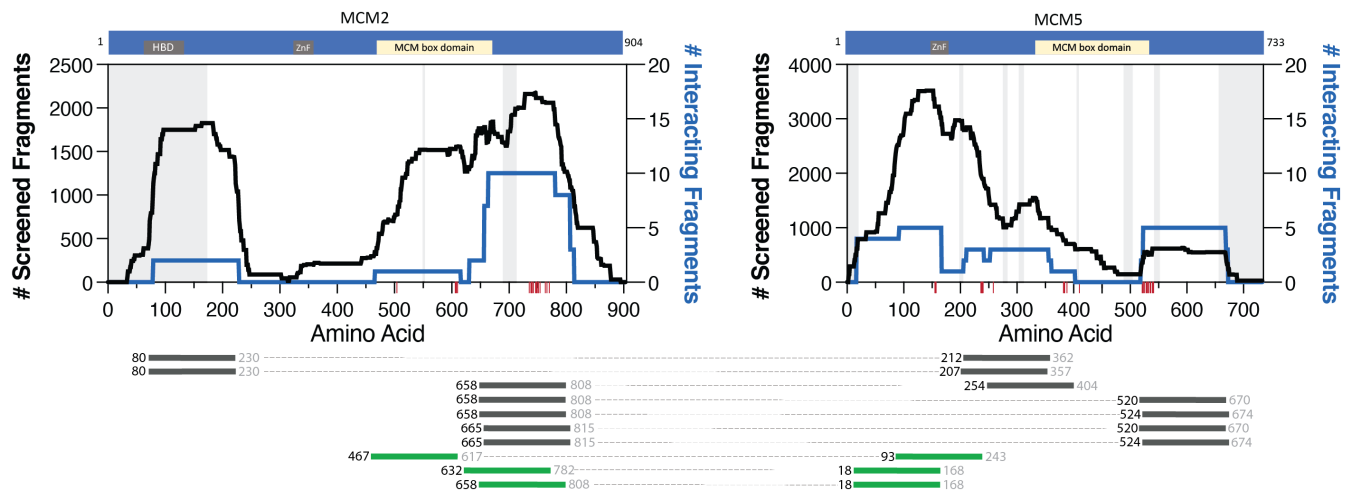 MCM2
1 HBD ZnF MCM box domain 904
# Screened Fragments
2500
2000
1500
1000
500
0
20
15
10
5
0
# Interacting Fragments
0 100 200 300 400 500 600 700 800 900
Amino Acid
MCM5
1 ZnF MCM box domain 733
# Screened Fragments
4000
3000
2000
1000
0
20
15
10
5
0
# Interacting Fragments
0 100 200 300 400 500 600 700
Amino Acid
80 230 212 362
80 230 207 357
658 808 254 404
658 808 520 670
658 808 524 674
665 815 520 670
665 815 524 674
467 617 93 243
632 782 18 168
658 808 18 168